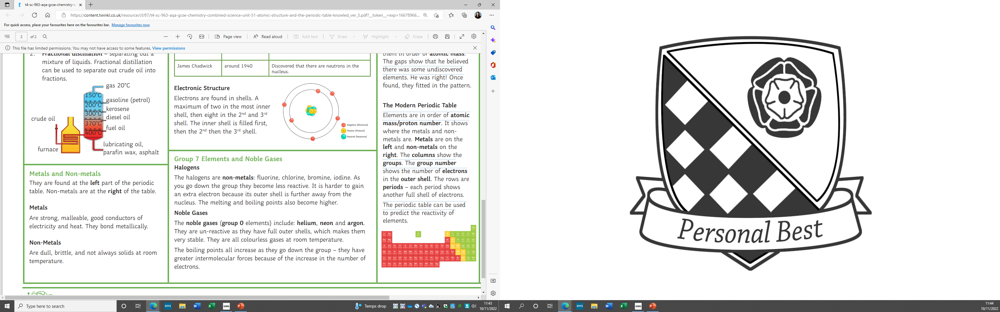 t4-sc-963-aqa-gcse-chemistry-c
https://content.twinkl.co.uk/resource/cf/87/t4-sc-963-aqa-gcse-chemistry-combined-science-unit-51-atomic-structure-and-the-periodic-table-knowled_ver_5.pdf?__token__=exp=16678966...
For quick access, place your favourites here on the favourites bar. Manage favourites now
2 of 2
Page view
Read aloud
Add text
Draw
Highlight
Erase
This file has limited permissions. You may not have access to some features. View permissions
2. Fractional distillation – separating out a
mixture of liquids. Fractional distillation
can be used to separate out crude oil into
fractions.
gas 20°C
150°C
gasoline (petrol)
200°C
kerosene
300°C
diesel oil
crude oil
370°C
fuel oil
400°C
lubricating oil,
furnace
parafin wax, asphalt
Metals and Non-metals
They are found at the left part of the periodic
table. Non-metals are at the right of the table.
Metals
Are strong, malleable, good conductors of
electricity and heat. They bond metallically.
Non-Metals
Are dull, brittle, and not always solids at room
temperature.
James Chadwick
around 1940
Discovered that there are neutrons in the
nucleus.
Electronic Structure
Electrons are found in shells. A
maximum of two in the most inner
shell, then eight in the 2nd and 3rd
shell. The inner shell is filled first,
then the 2nd then the 3rd shell.
Negative (Electrons)
Postive (Protons)
Neutral (Neutrons)
Group 7 Elements and Noble Gases
Halogens
The halogens are non-metals: fluorine, chlorine, bromine, iodine. As
you go down the group they become less reactive. It is harder to gain
an extra electron because its outer shell is further away from the
nucleus. The melting and boiling points also become higher.
Noble Gases
The noble gases (group 0 elements) include: helium, neon and argon.
They are un-reactive as they have full outer shells, which makes them
very stable. They are all colourless gases at room temperature.
The boiling points all increase as they go down the group – they have
greater intermolecular forces because of the increase in the number of
electrons.
them in order of atomic mass.
The gaps show that he believed
there was some undiscovered
elements. He was right! Once
found, they fitted in the pattern.
The Modern Periodic Table
Elements are in order of atomic
mass/proton number. It shows
where the metals and non-
metals are. Metals are on the
left and non-metals on the
right. The columns show the
groups. The group number
shows the number of electrons
in the outer shell. The rows are
periods – each period shows
another full shell of electrons.
The periodic table can be used
to predict the reactivity of
elements.
Personal Best
Type here to search
SIMS
SIMS
Temps drop
11:43
10/11/2022
SIMS
SIMS
11:44
10/11/2022